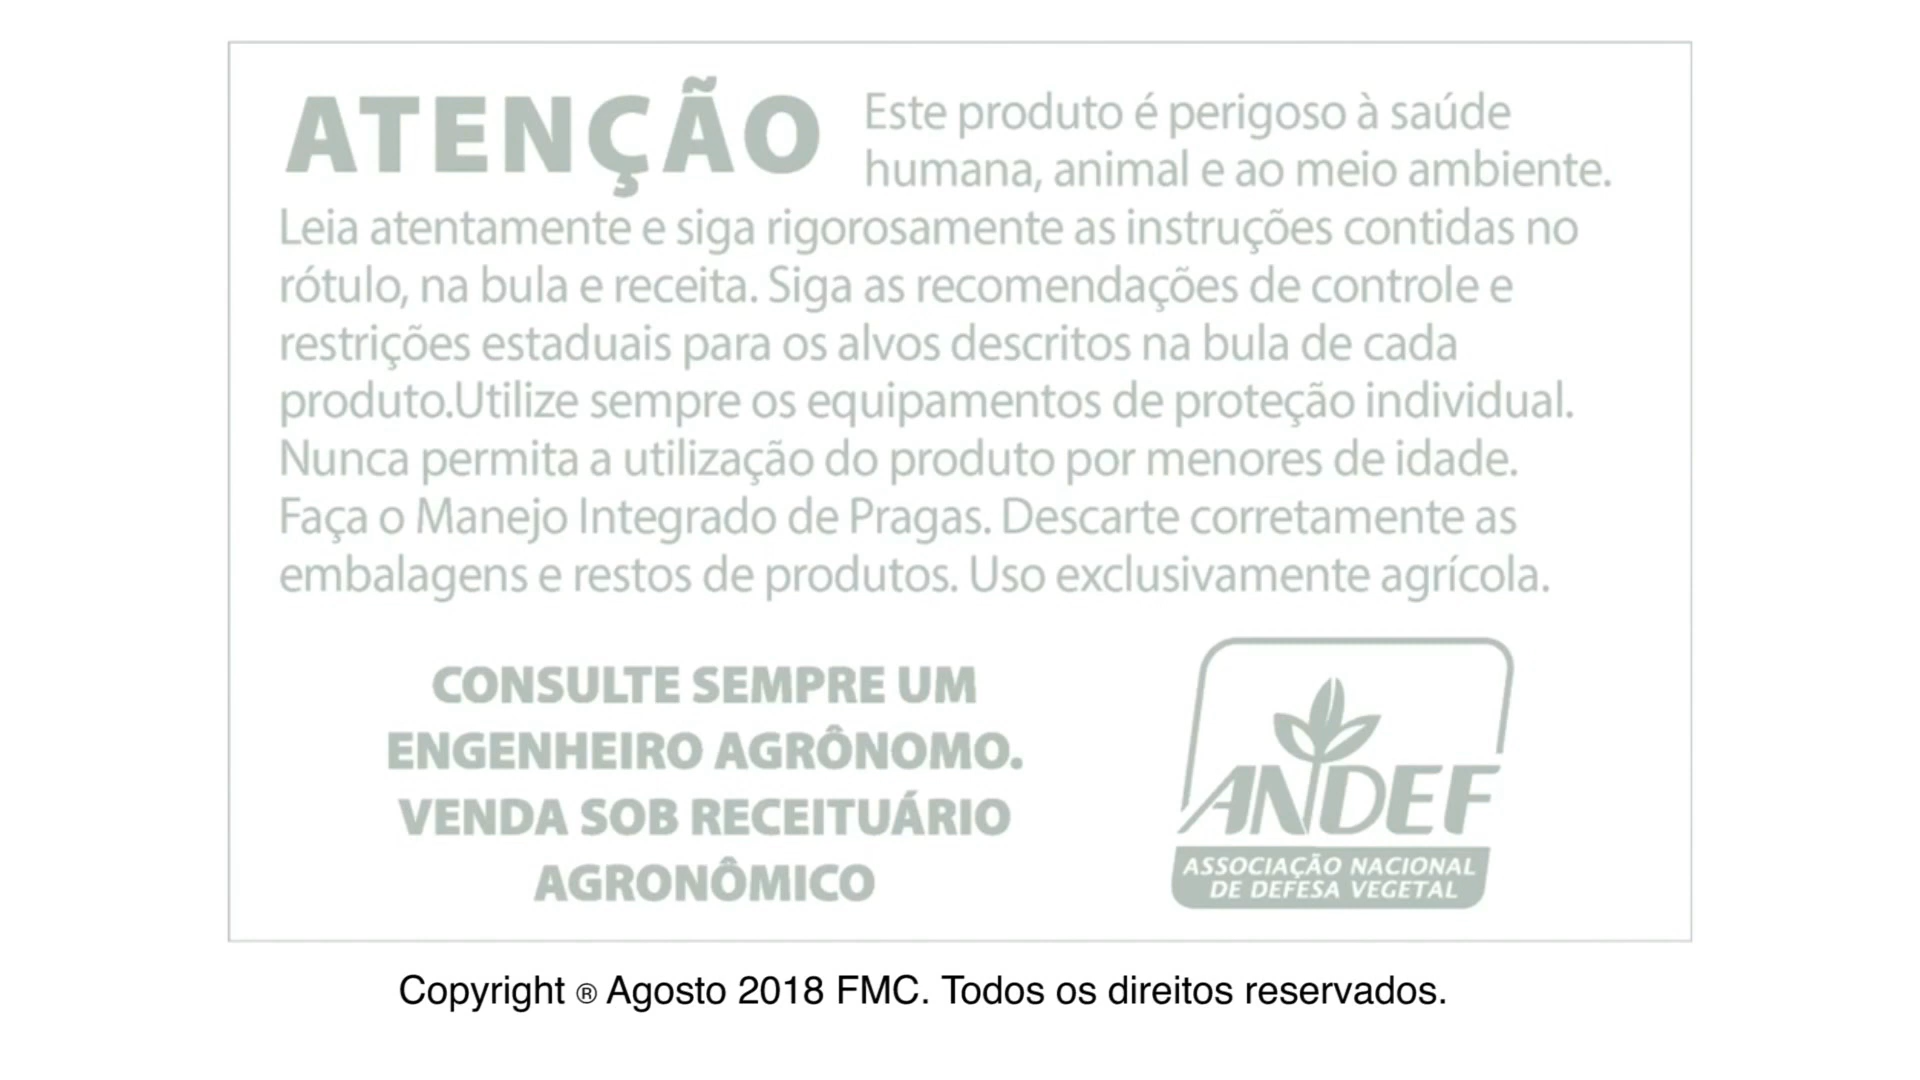 ATENÇÃO
Este produto é perigoso à saúde
humana, animal e ao meio ambiente.
Leia atentamente e siga rigorosamente as instruções contidas no
rótulo, na bula e receita. Siga as recomendações de controle e
restrições estaduais para os alvos descritos na bula de cada
produto.Utilize sempre os equipamentos de proteção individual.
Nunca permita a utilização do produto por menores de idade.
Faça o Manejo Integrado de Pragas. Descarte corretamente as
embalagens e restos de produtos. Uso exclusivamente agrícola.
CONSULTE SEMPRE UM
ENGENHEIRO AGRÔNOMO.
VENDA SOB RECEITUÁRIO
AGRONÔMICO
ANDEF
ASSOCIAÇÃO NACIONAL
DE DEFESA VEGETAL
Copyright ® Agosto 2018 FMC. Todos os direitos reservados.